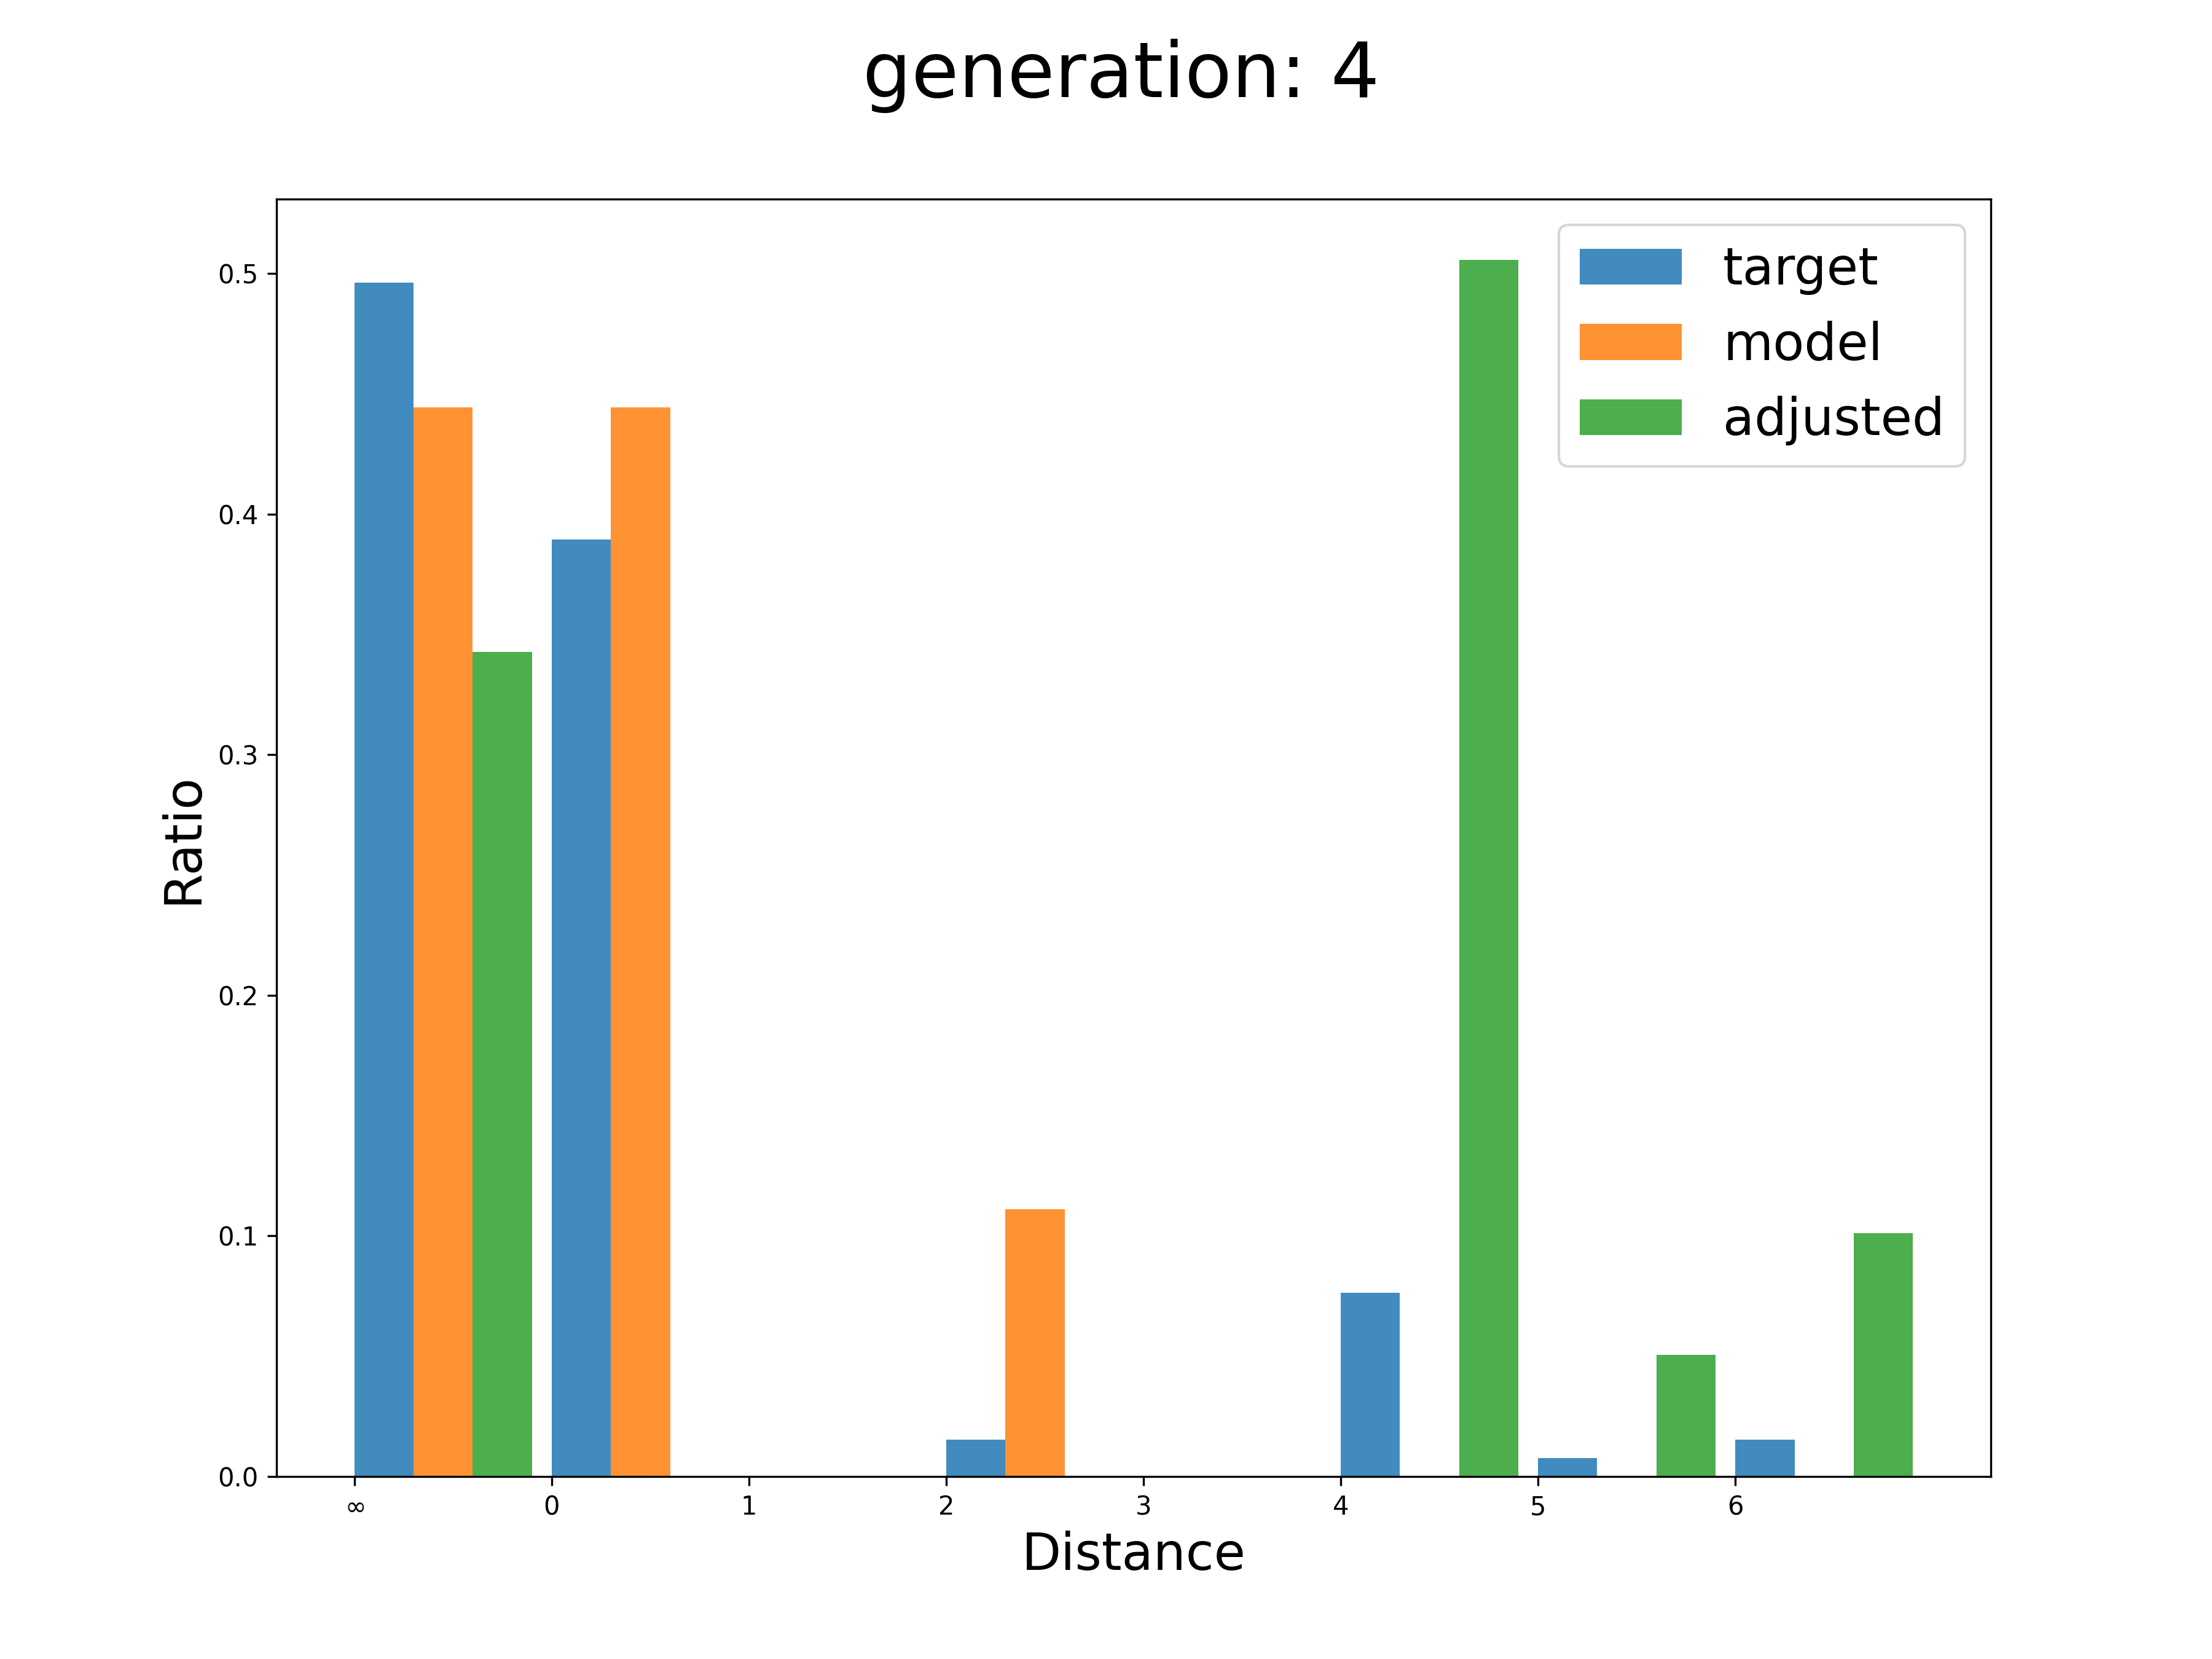 generation: 4
target
model
adjusted
0.5
0.4
0.3
0.2
0.1
0.0
Ratio
∞ 0 1 2 3 4 5 6
Distance